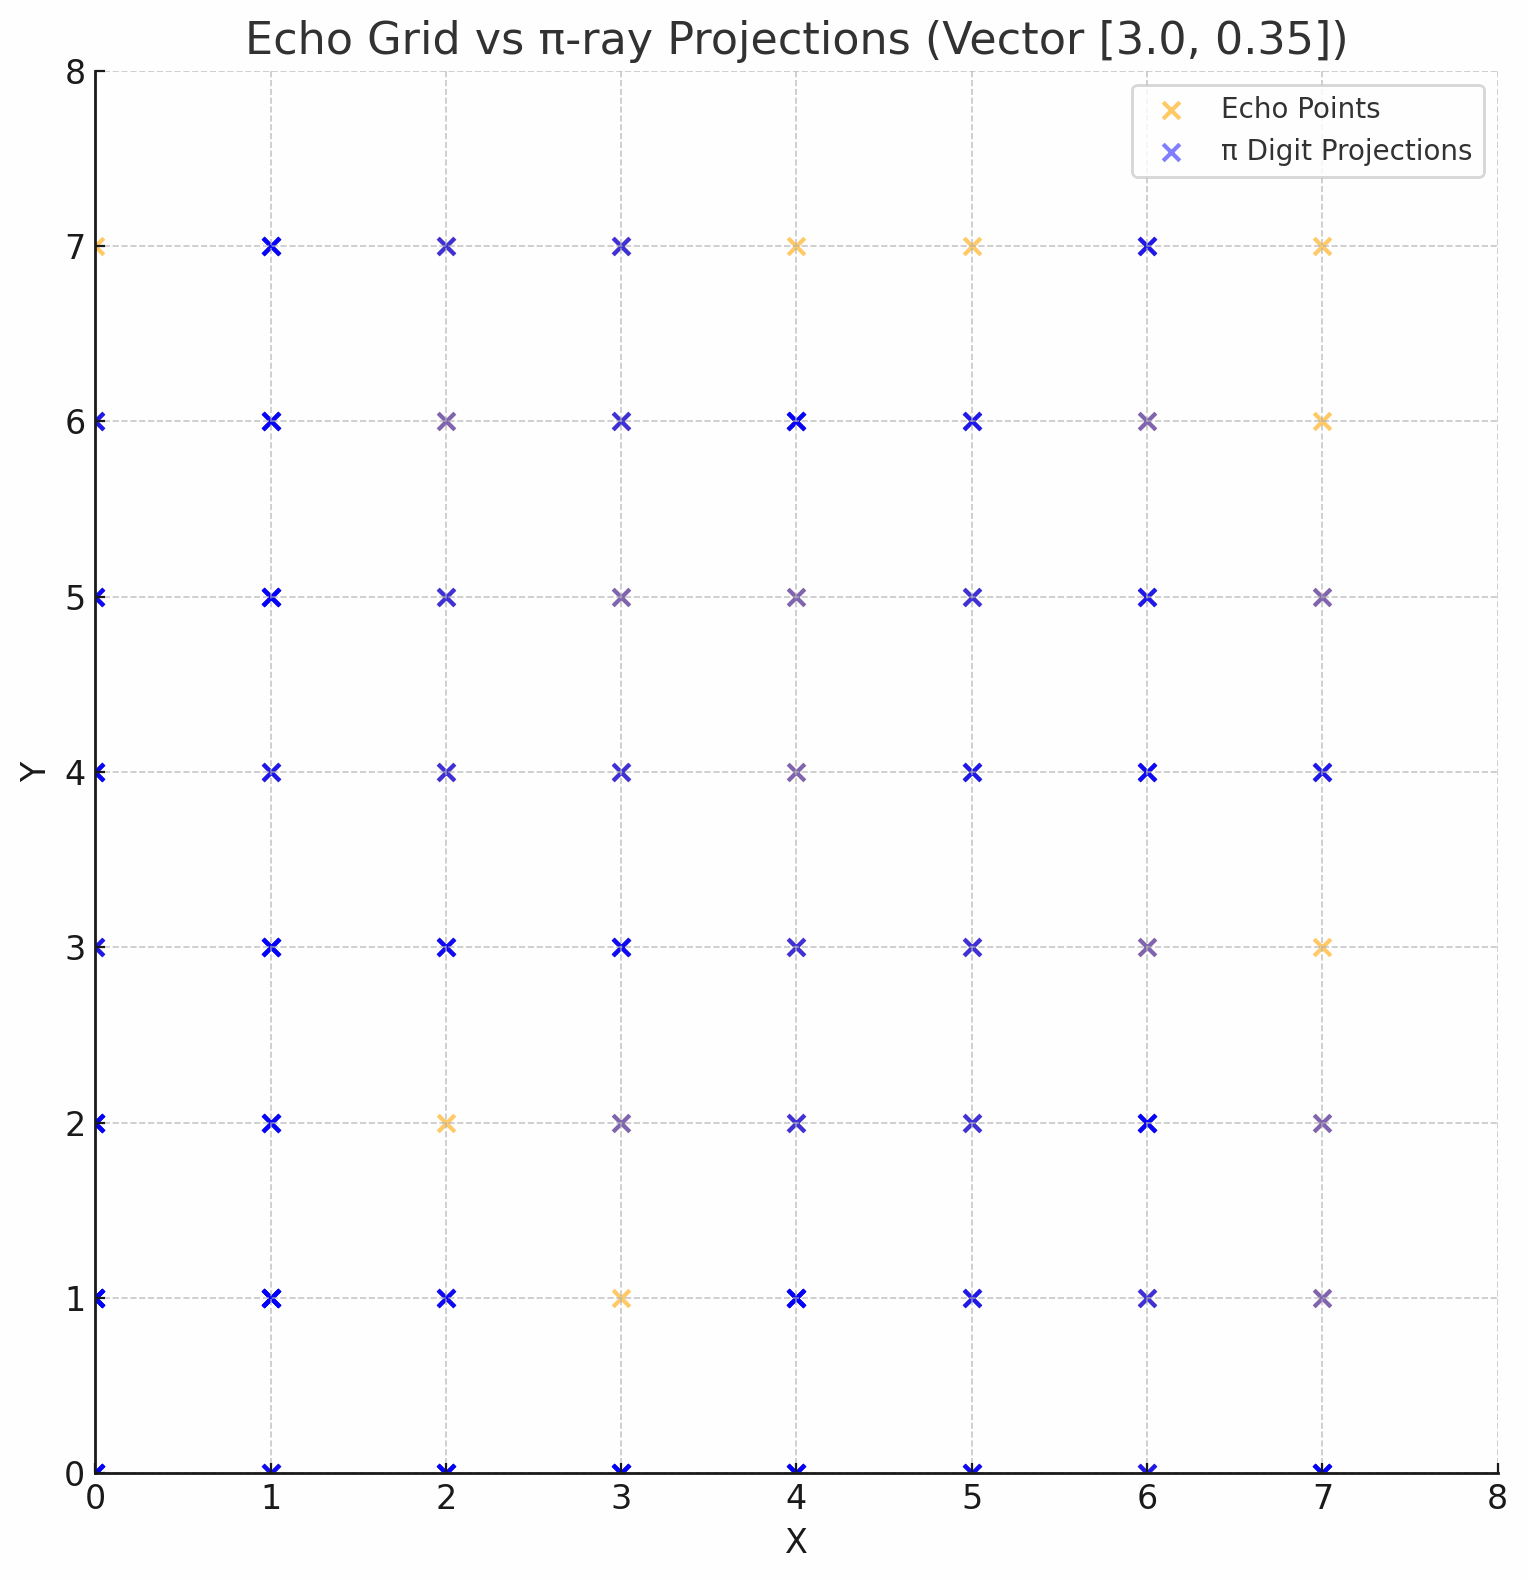 Echo Grid vs π-ray Projections (Vector [3.0, 0.35])
Echo Points
π Digit Projections
8
7
6
5
4
3
2
1
0
Y
0 1 2 3 4 5 6 7 8
X